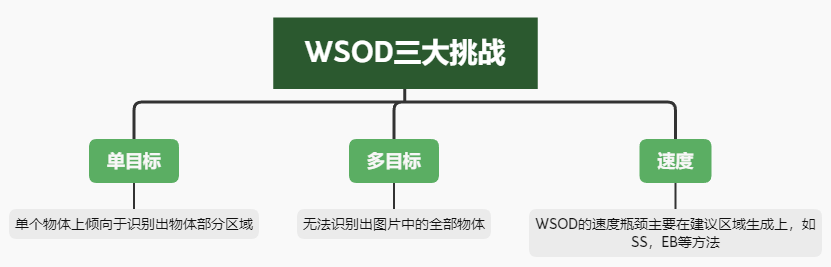 WSOD三大挑战
单目标
多目标
速度
单个物体上倾向于识别出物体部分区域
无法识别出图片中的全部物体
WSOD的速度瓶颈主要在建议区域生成上，如
SS，EB等方法